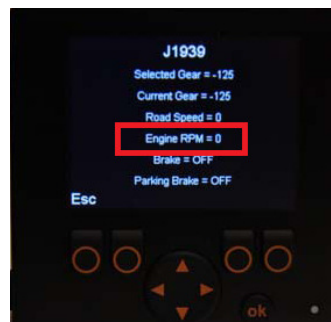 J1939
Selected Gear = -125
Current Gear = -125
Road Speed = 0
Engine RPM = 0
Brake = OFF
Parking Brake = OFF
Esc
ok